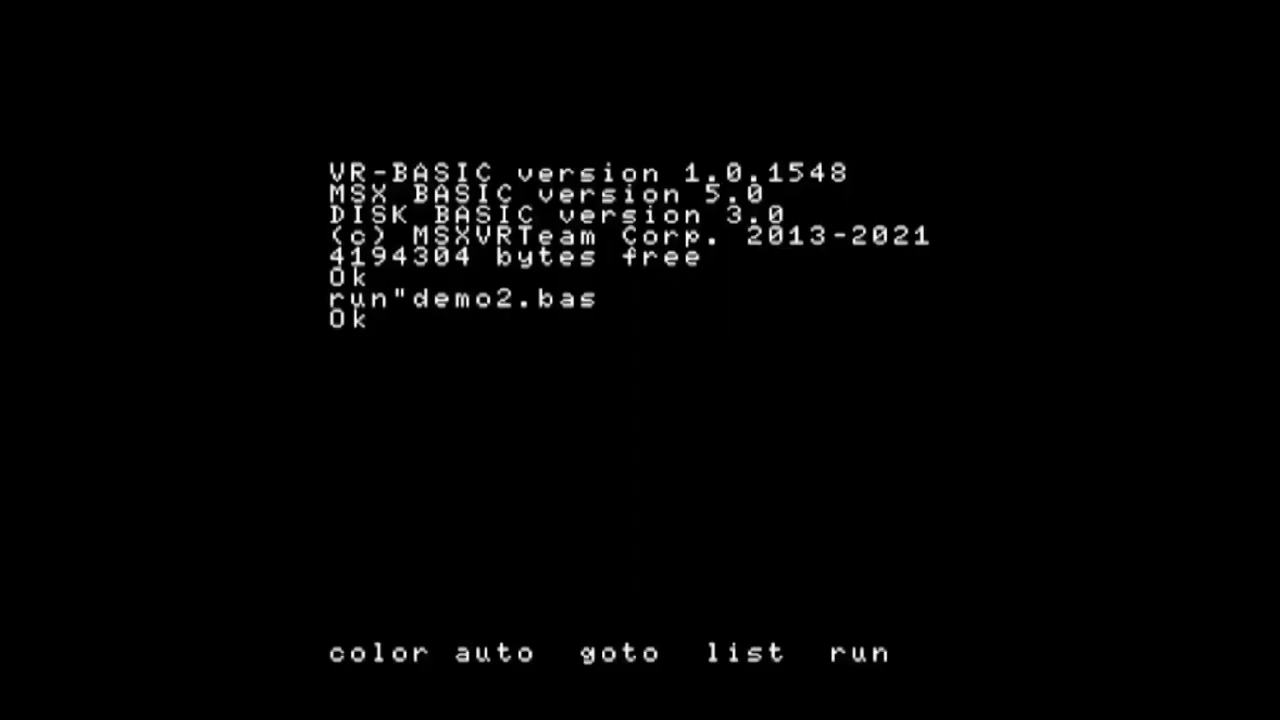 VR-BASIC version 1.0.1548
MSX BASIC version 5.0
DISK BASIC version 3.0
(c) MSXVRTeam Corp. 2013-2021
4194304 bytes free
Ok
run"demo2.bas
Ok
color auto goto list run